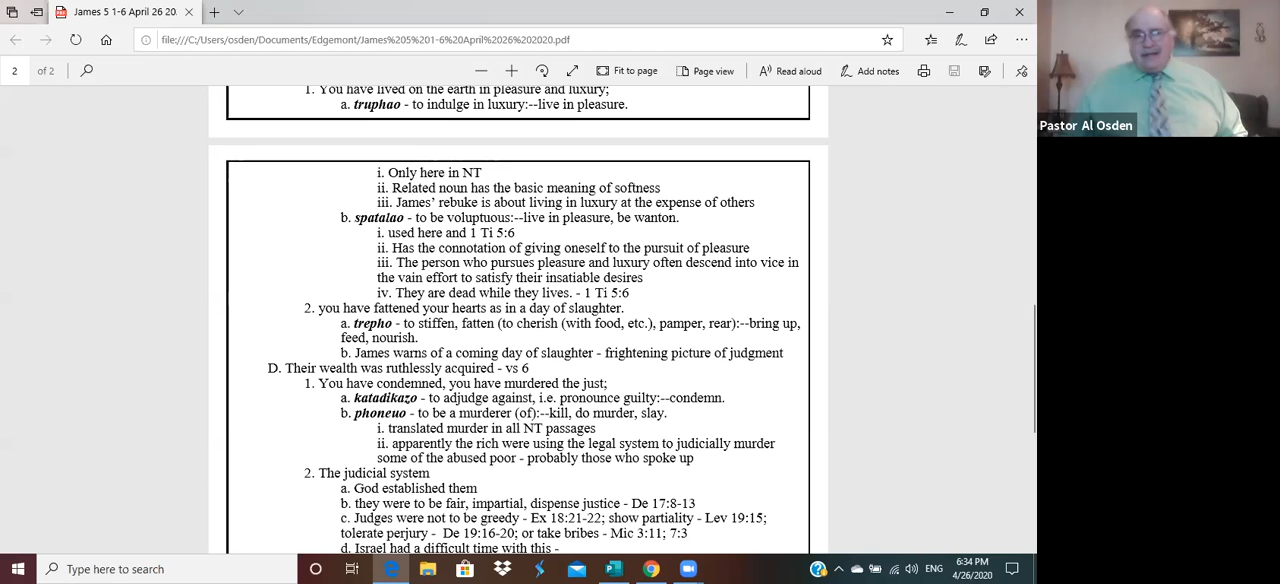 James 5 1-6 April 26 20
file:///C:/Users/osden/Documents/Edgemont/James%205%201-6%20April%2026%202020.pdf
2 of 2
Fit to page
Page view
Read aloud
Add notes
1. You have lived on the earth in pleasure and luxury;
a. truphao - to indulge in luxury:--live in pleasure.
i. Only here in NT
ii. Related noun has the basic meaning of softness
iii. James' rebuke is about living in luxury at the expense of others
b. spatalao - to be voluptuous:--live in pleasure, be wanton.
i. used here and 1 Ti 5:6
ii. Has the connotation of giving oneself to the pursuit of pleasure
iii. The person who pursues pleasure and luxury often descend into vice in
the vain effort to satisfy their insatiable desires
iv. They are dead while they lives. - 1 Ti 5:6
2. you have fattened your hearts as in a day of slaughter.
a. trepho - to stiffen, fatten (to cherish (with food, etc.), pamper, rear):--bring up,
feed, nourish.
b. James warns of a coming day of slaughter - frightening picture of judgment
D. Their wealth was ruthlessly acquired - vs 6
1. You have condemned, you have murdered the just;
a. katadikazo - to adjudge against, i.e. pronounce guilty:--condemn.
b. phoneuo - to be a murderer (of):--kill, do murder, slay.
i. translated murder in all NT passages
ii. apparently the rich were using the legal system to judicially murder
some of the abused poor - probably those who spoke up
2. The judicial system
a. God established them
b. they were to be fair, impartial, dispense justice - De 17:8-13
c. Judges were not to be greedy - Ex 18:21-22; show partiality - Lev 19:15;
tolerate perjury - De 19:16-20; or take bribes - Mic 3:11; 7:3
d. Israel had a difficult time with this -
Pastor Al Osden
Type here to search
ENG
6:34 PM
4/26/2020